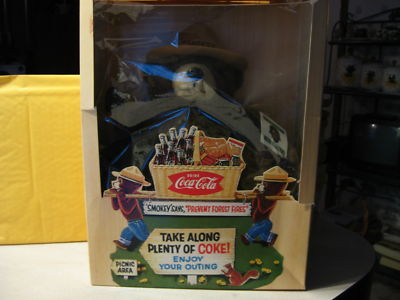 DRINK
Coca-Cola
SMOKEY SAYS, "PREVENT FOREST FIRES"
TAKE ALONG
PLENTY OF COKE!
ENJOY
YOUR OUTING
PICNIC
AREA